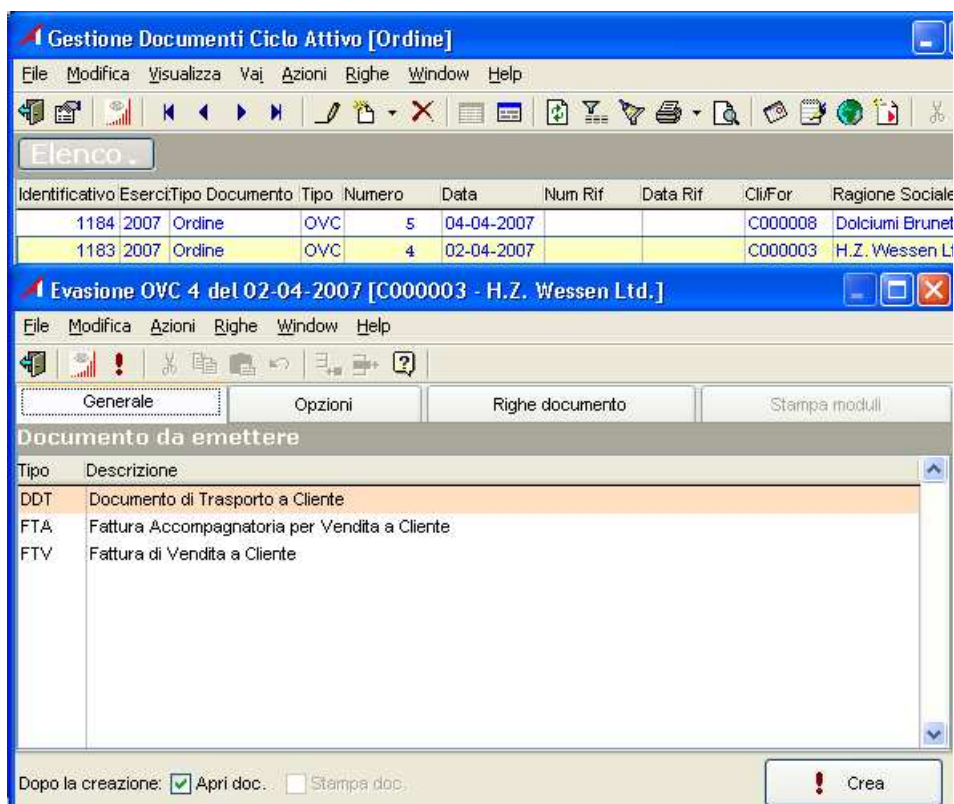 Gestione Documenti Ciclo Attivo [Ordine]
File Modifica Visualizza Vai Azioni Righe Window Help
Elenco .
Identificativo Eserci Tipo Documento Tipo Numero Data Num Rif Data Rif Cli/For Ragione Sociale
1184 2007 Ordine OVC 5 04-04-2007 C000008 Dolciumi Brunet
1183 2007 Ordine OVC 4 02-04-2007 C000003 H.Z. Wessen Lt
Evasione OVC 4 del 02-04-2007 [C000003 - H.Z. Wessen Ltd.]
File Modifica Azioni Righe Window Help
Generale Opzioni Righe documento Stampa moduli
Documento da emettere
Tipo Descrizione
DDT Documento di Trasporto a Cliente
FTA Fattura Accompagnatoria per Vendita a Cliente
FTV Fattura di Vendita a Cliente
Dopo la creazione: Apri doc. Stampa doc. Crea